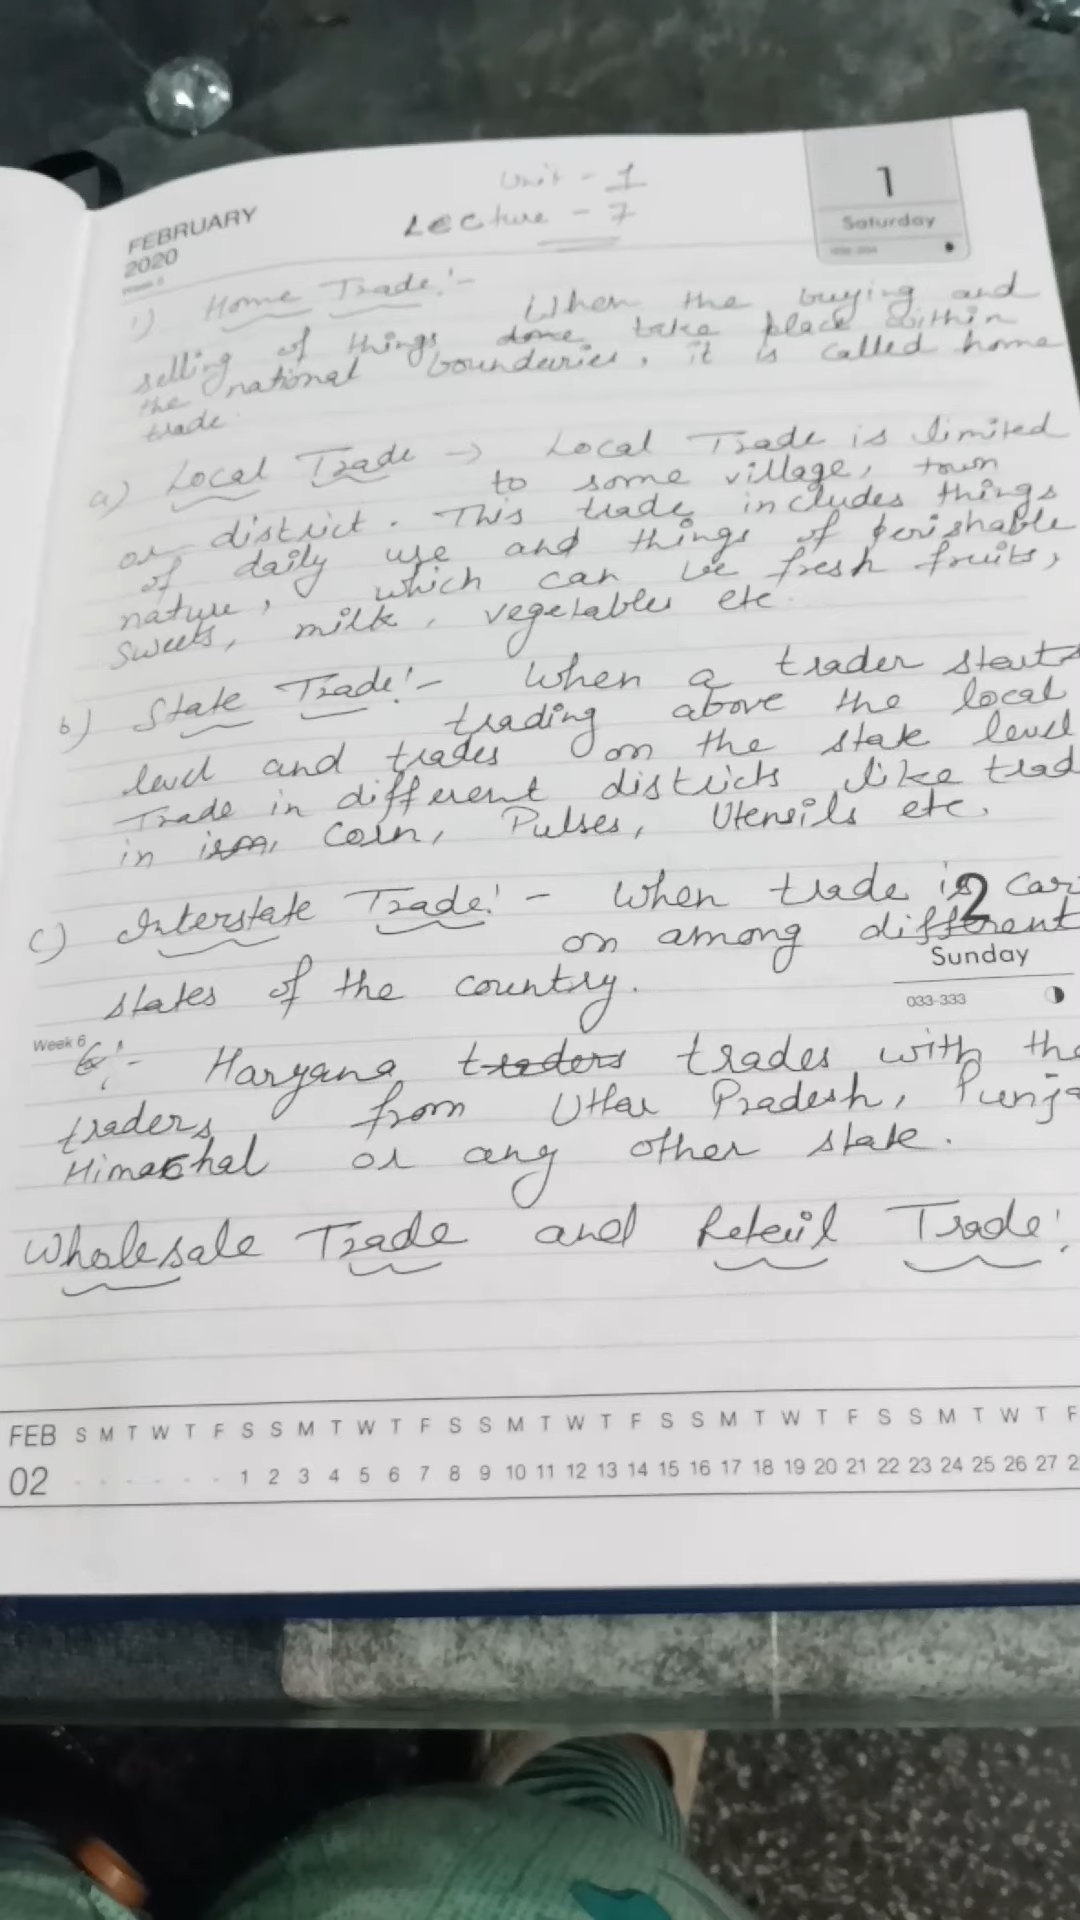 FEBRUARY
2020
Unit - 1
Lecture - 7
1
Saturday
1) Home Trade:- When the buying and
selling of things done take place within
the national boundaries, it is called home
trade.
a) Local Trade → Local Trade is limited
to some village, town
or district. This trade includes things
of daily use and things of perishable
nature, which can be fresh fruits,
Sweets, milk, vegetables etc.
b) State Trade:- When a trader starts
trading above the local
level and trades on the state level
Trade in different districts like trad
in Coin, Pulses, Utensils etc.
c) Interstate Trade:- When trade is car
on among different
states of the country.
2
Sunday
033-333
Week 6
Haryana traders trades with the
traders from Uttar Pradesh, Punja
Himachal or any other state.
Wholesale Trade and Retail Trade:
FEB S M T W T F S S M T W T F S S M T W T F S S M T W T F S S M T W T F
02 - - - - - - 1 2 3 4 5 6 7 8 9 10 11 12 13 14 15 16 17 18 19 20 21 22 23 24 25 26 27 2